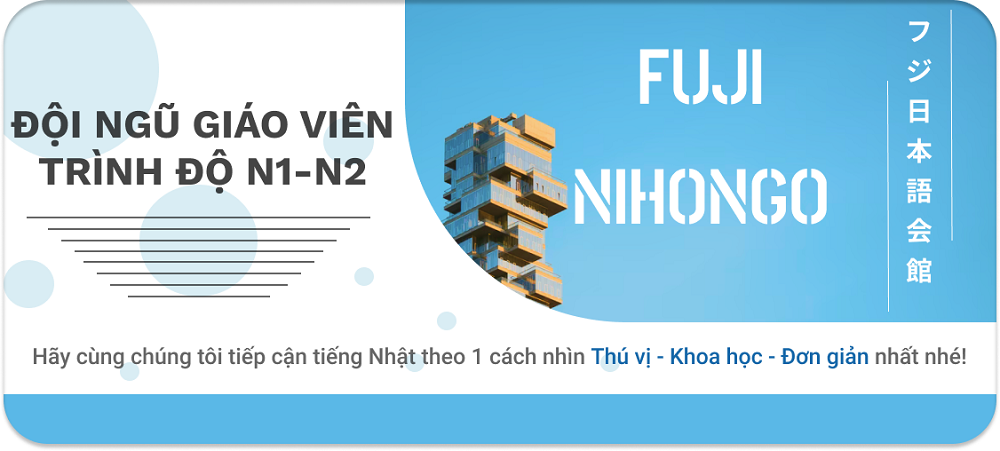 ĐỘI NGŨ GIÁO VIÊN
TRÌNH ĐỘ N1-N2
FUJI
NIHONGO
フジ日本語会館
Hãy cùng chúng tôi tiếp cận tiếng Nhật theo 1 cách nhìn Thú vị - Khoa học - Đơn giản nhất nhé!